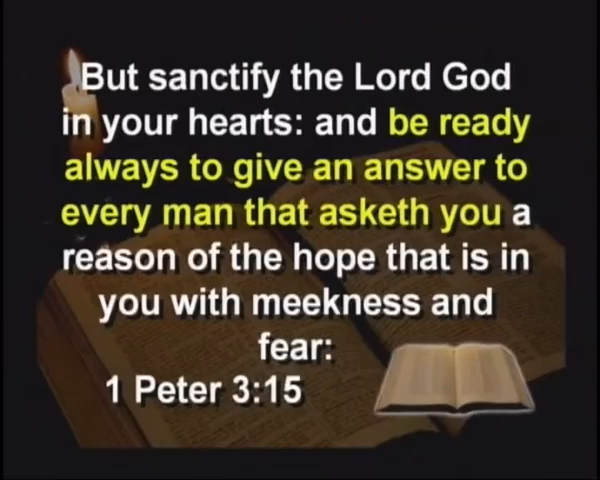 But sanctify the Lord God
in your hearts: and be ready
always to give an answer to
every man that asketh you a
reason of the hope that is in
you with meekness and
fear:
1 Peter 3:15